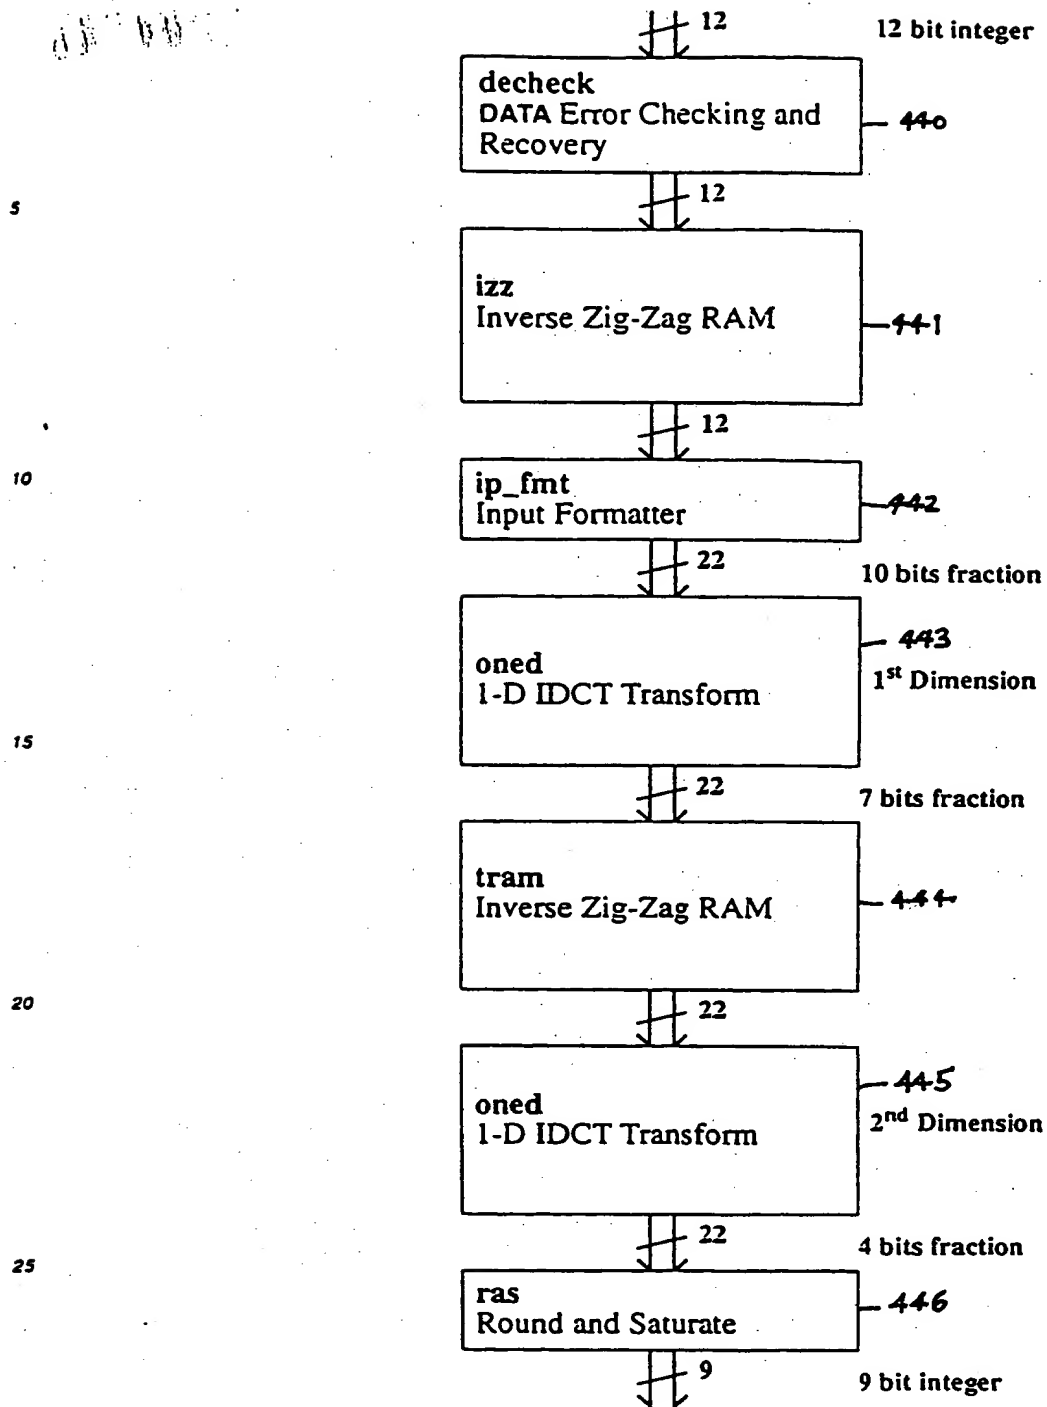 12 12 bit integer
decheck
DATA Error Checking and
Recovery
440
12
5
izz
Inverse Zig-Zag RAM
441
12
10
ip_fmt
Input Formatter
442
22
10 bits fraction
443
oned
1-D IDCT Transform
1st Dimension
15
22
7 bits fraction
tram
Inverse Zig-Zag RAM
444
20
22
445
oned
1-D IDCT Transform
2nd Dimension
22
4 bits fraction
25
ras
Round and Saturate
446
9
9 bit integer